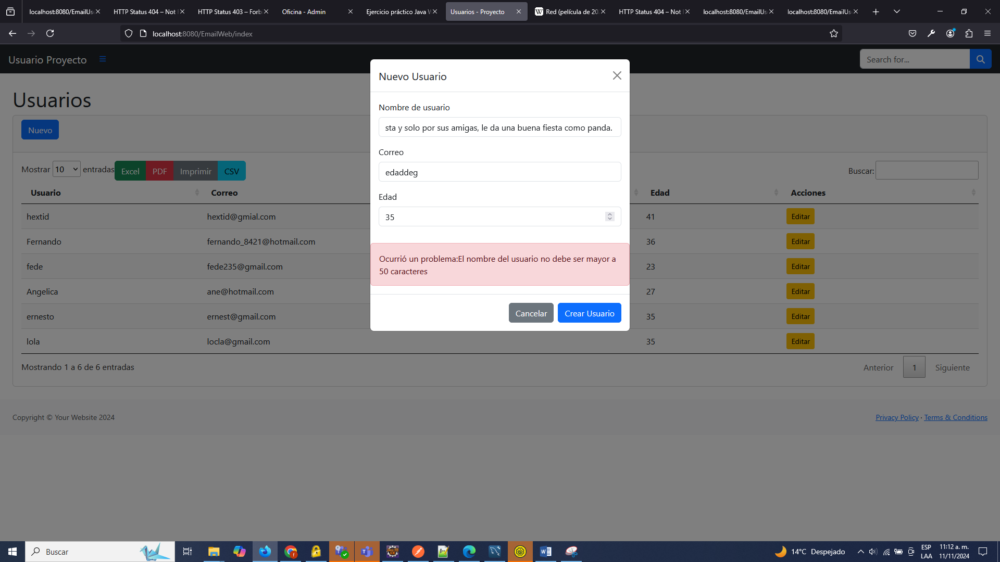 localhost:8080/EmailUs
HTTP Status 404 – Not
HTTP Status 403 – Forb
Oficina - Admin
Ejercicio práctico Java
Usuarios - Proyecto
Red (película de 20
HTTP Status 404 – Not
localhost:8080/EmailUs
localhost:8080/EmailUs
localhost:8080/EmailWeb/index
Usuario Proyecto
Search for...
Usuarios
Nuevo
Mostrar 10 entradas
Excel PDF Imprimir CSV
Buscar:
Usuario Correo Edad Acciones
hextid hextid@gmial.com 41 Editar
Fernando fernando_8421@hotmail.com 36 Editar
fede fede235@gmail.com 23 Editar
Angelica ane@hotmail.com 27 Editar
ernesto ernest@gmail.com 35 Editar
lola locla@gmail.com 35 Editar
Mostrando 1 a 6 de 6 entradas
Anterior 1 Siguiente
Nuevo Usuario
Nombre de usuario
sta y solo por sus amigas, le da una buena fiesta como panda.
Correo
edaddeg
Edad
35
Ocurrió un problema:El nombre del usuario no debe ser mayor a
50 caracteres
Cancelar Crear Usuario
Copyright © Your Website 2024
Privacy Policy · Terms & Conditions
Buscar
14°C Despejado
ESP
LAA
11:12 a. m.
11/11/2024